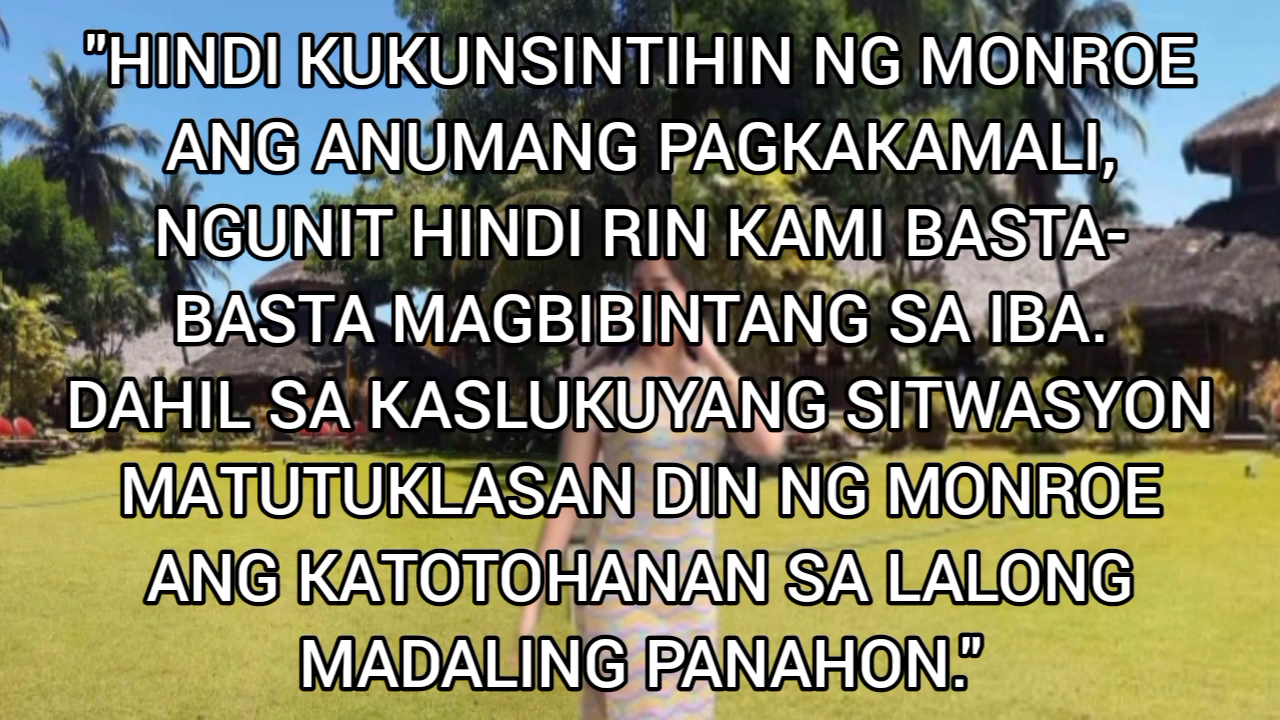 "HINDI KUKUNSINTIHIN NG MONROE
ANG ANUMANG PAGKAKAMALI,
NGUNIT HINDI RIN KAMI BASTA-
BASTA MAGBIBINTANG SA IBA.
DAHIL SA KASLUKUYANG SITWASYON
MATUTUKLASAN DIN NG MONROE
ANG KATOTOHANAN SA LALONG
MADALING PANAHON."